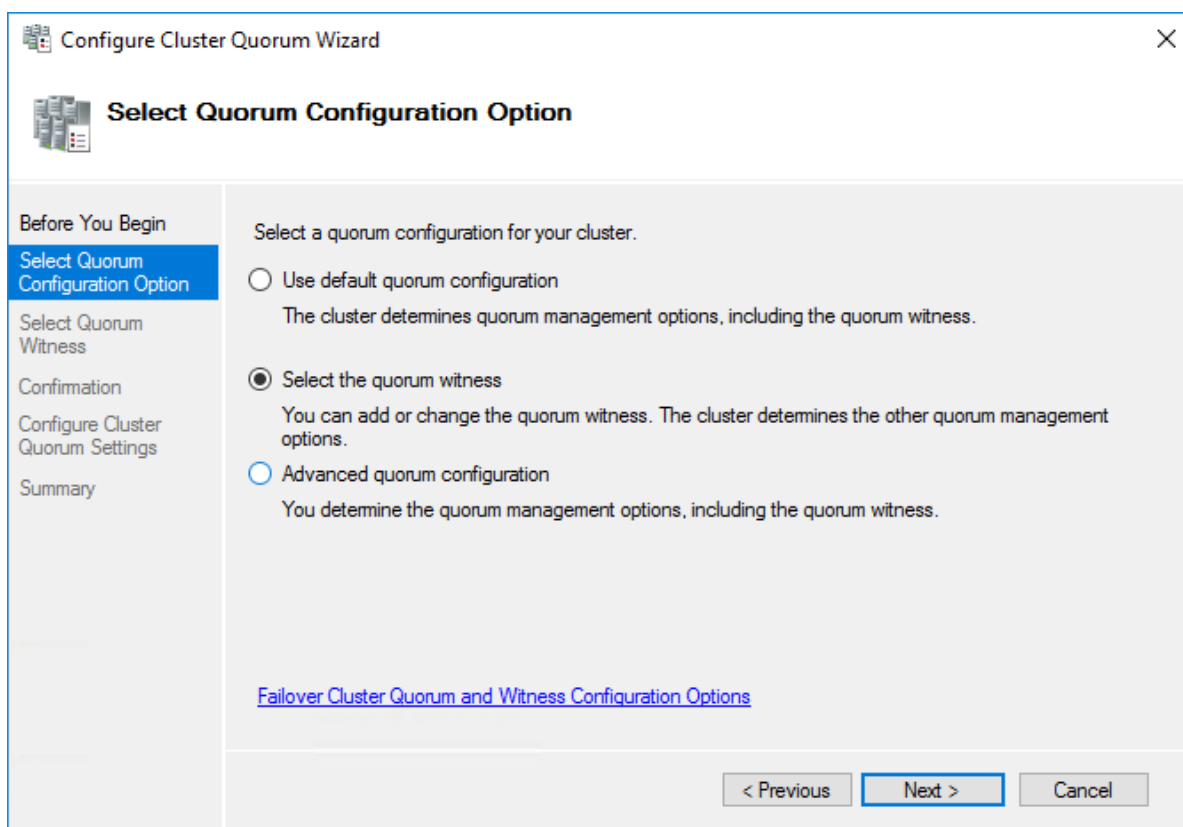 Configure Cluster Quorum Wizard
Select Quorum Configuration Option
Before You Begin
Select Quorum
Configuration Option
Select Quorum
Witness
Confirmation
Configure Cluster
Quorum Settings
Summary
Select a quorum configuration for your cluster.
Use default quorum configuration
The cluster determines quorum management options, including the quorum witness.
Select the quorum witness
You can add or change the quorum witness. The cluster determines the other quorum management
options.
Advanced quorum configuration
You determine the quorum management options, including the quorum witness.
Failover Cluster Quorum and Witness Configuration Options
< Previous
Next >
Cancel